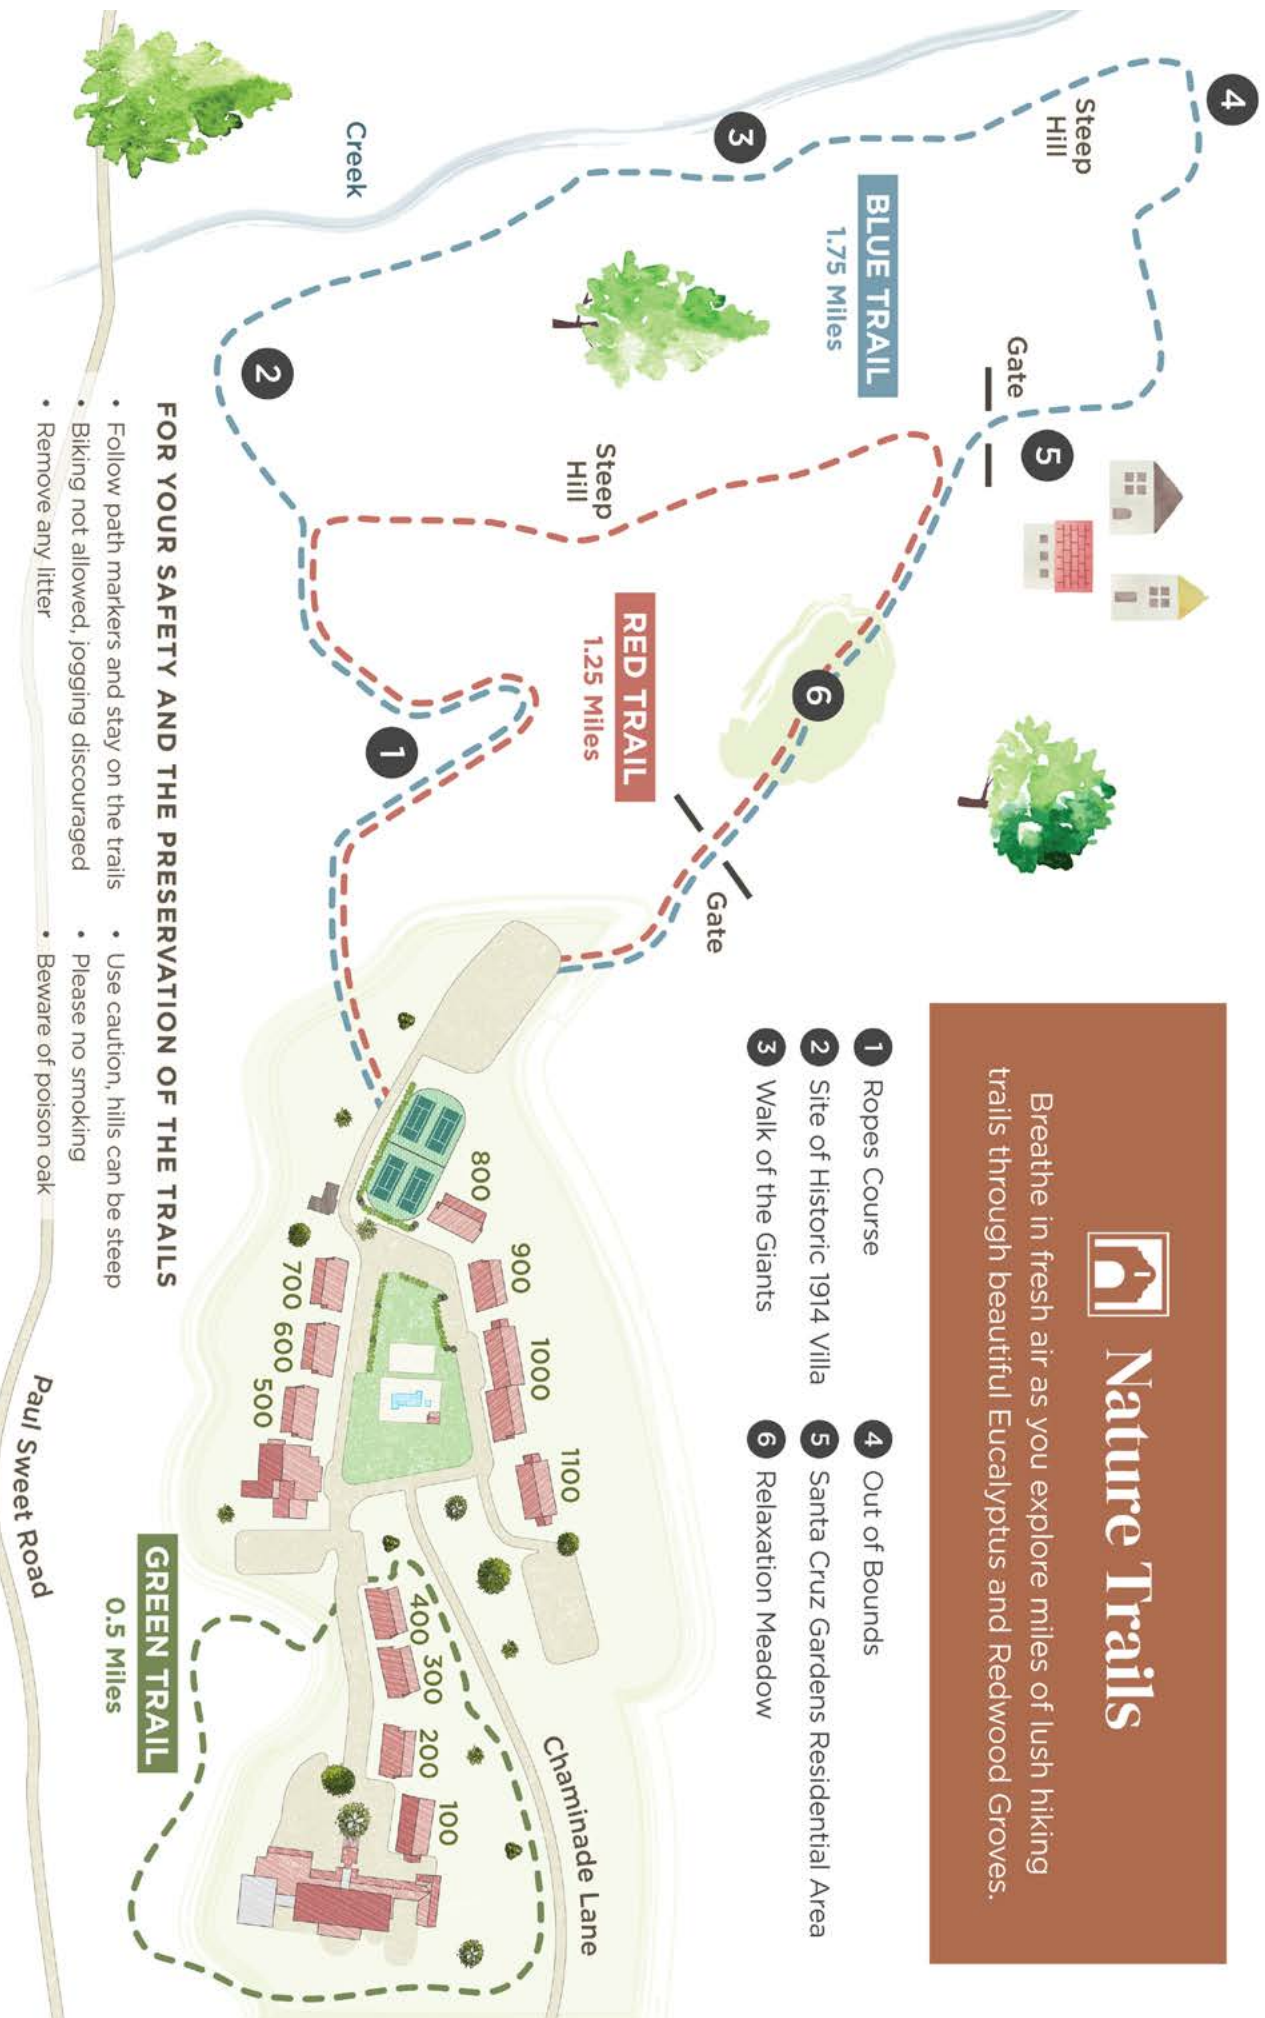 Nature Trails
Breathe in fresh air as you explore miles of lush hiking
trails through beautiful Eucalyptus and Redwood Groves.
1 Ropes Course
2 Site of Historic 1914 Villa
3 Walk of the Giants
4 Out of Bounds
5 Santa Cruz Gardens Residential Area
6 Relaxation Meadow
4
Steep
Hill
3
BLUE TRAIL
1.75 Miles
Creek
2
Gate
5
Steep
Hill
6
RED TRAIL
1.25 Miles
1
Gate
800
900
1000
1100
700
600
500
400
300
200
100
Chaminade Lane
GREEN TRAIL
0.5 Miles
Paul Sweet Road
FOR YOUR SAFETY AND THE PRESERVATION OF THE TRAILS
• Follow path markers and stay on the trails
• Biking not allowed, jogging discouraged
• Remove any litter
• Use caution, hills can be steep
• Please no smoking
• Beware of poison oak